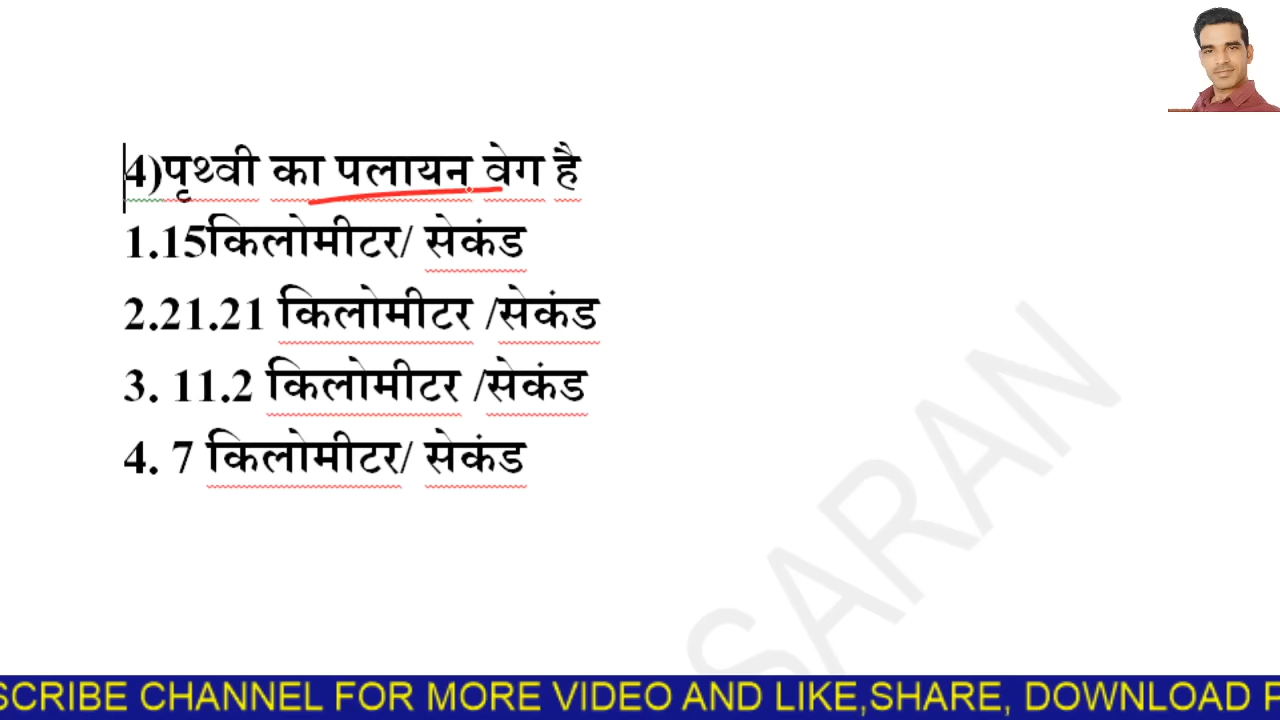 4)पृथ्वी का पलायन वेग है
1.15किलोमीटर/ सेकंड
2.21.21 किलोमीटर /सेकंड
3. 11.2 किलोमीटर /सेकंड
4. 7 किलोमीटर/ सेकंड
SARAN
SCRIBE CHANNEL FOR MORE VIDEO AND LIKE,SHARE, DOWNLOAD